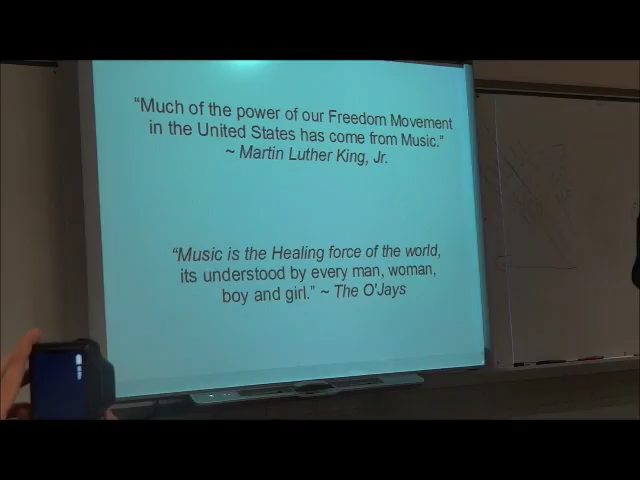 “Much of the power of our Freedom Movement
in the United States has come from Music.”
~ Martin Luther King, Jr.
“Music is the Healing force of the world,
its understood by every man, woman,
boy and girl.” ~ The O'Jays